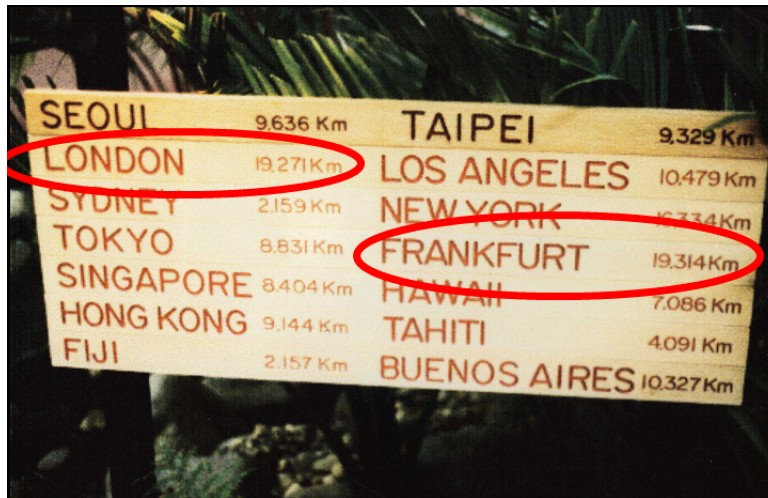 SEOUL 9,636 Km
LONDON 19,271 Km
SYDNEY 2,159 Km
TOKYO 8,831 Km
SINGAPORE 8,404 Km
HONG KONG 9,144 Km
FIJI 2,157 Km
TAIPEI 9,329 Km
LOS ANGELES 10,479 Km
NEW YORK 16,334 Km
FRANKFURT 19,314 Km
HAWAII 7,086 Km
TAHITI 4,091 Km
BUENOS AIRES 10,327 Km